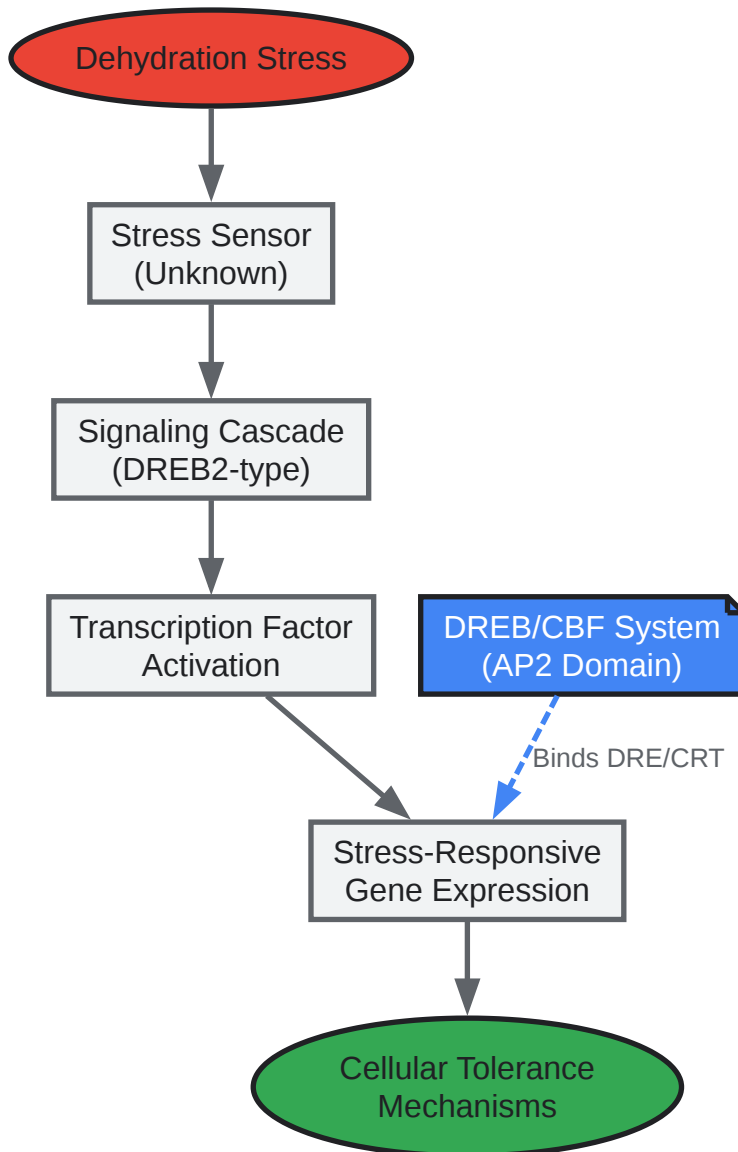 Dehydration Stress
Stress Sensor
(Unknown)
Signaling Cascade
(DREB2-type)
Transcription Factor
Activation
DREB/CBF System
(AP2 Domain)
Binds DRE/CRT
Stress-Responsive
Gene Expression
Cellular Tolerance
Mechanisms